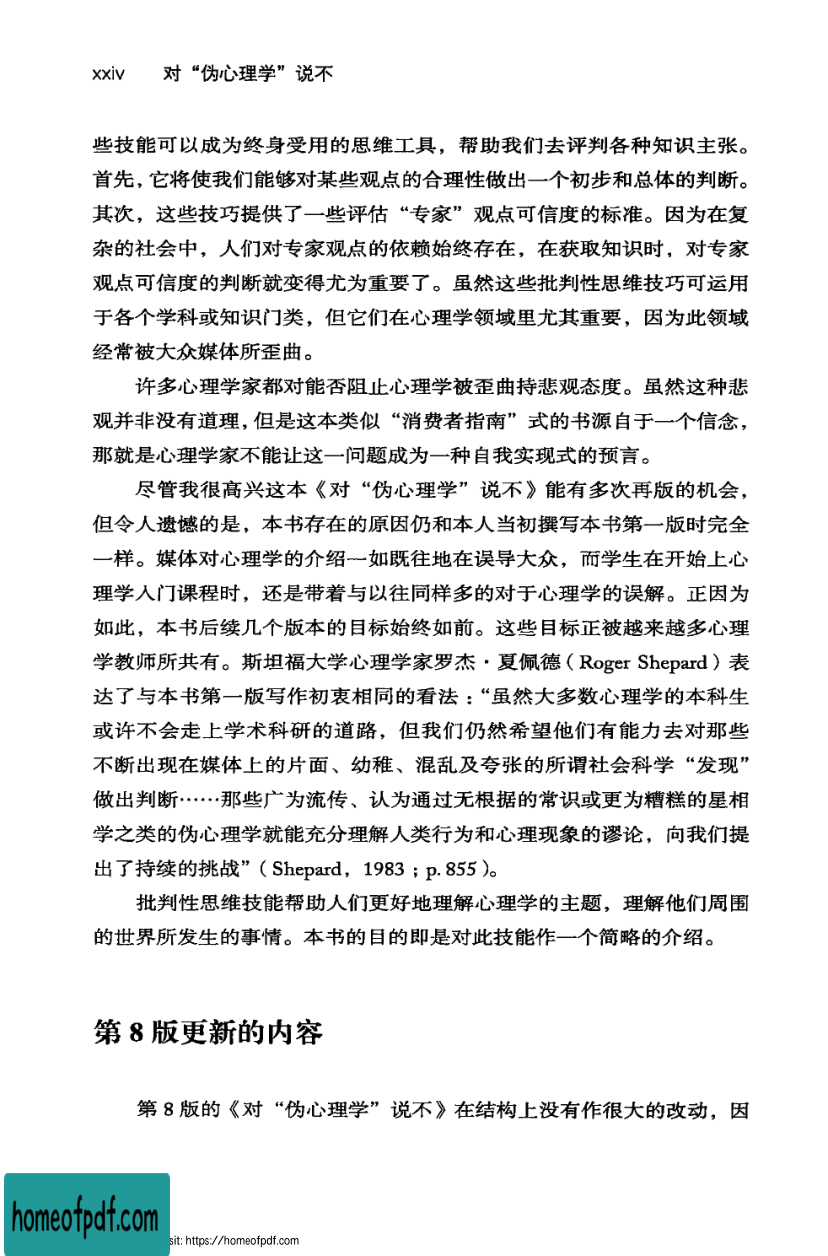 xxiv 对“伪心理学”说不
些技能可以成为终身受用的思维工具，帮助我们去评判各种知识主张。
首先，它将使我们能够对某些观点的合理性做出一个初步和总体的判断。
其次，这些技巧提供了一些评估“专家”观点可信度的标准。因为在复
杂的社会中，人们对专家观点的依赖始终存在，在获取知识时，对专家
观点可信度的判断就变得尤为重要了。虽然这些批判性思维技巧可运用
于各个学科或知识门类，但它们在心理学领域里尤其重要，因为此领域
经常被大众媒体所歪曲。
许多心理学家都对能否阻止心理学被歪曲持悲观态度。虽然这种悲
观并非没有道理，但是这本类似“消费者指南”式的书源自于一个信念，
那就是心理学家不能让这一问题成为一种自我实现式的预言。
尽管我很高兴这本《对“伪心理学”说不》能有多次再版的机会，
但令人遗憾的是，本书存在的原因仍和本人当初撰写本书第一版时完全
一样。媒体对心理学的介绍一如既往地在误导大众，而学生在开始上心
理学入门课程时，还是带着与以往同样多的对于心理学的误解。正因为
如此，本书后续几个版本的目标始终如前。这些目标正被越来越多心理
学教师所共有。斯坦福大学心理学家罗杰·夏佩德（Roger Shepard）表
达了与本书第一版写作初衷相同的看法：“虽然大多数心理学的本科生
或许不会走上学术科研的道路，但我们仍然希望他们有能力去对那些
不断出现在媒体上的片面、幼稚、混乱及夸张的所谓社会科学“发现”
做出判断……那些广为流传、认为通过无根据的常识或更为糟糕的星相
学之类的伪心理学就能充分理解人类行为和心理现象的谬论，向我们提
出了持续的挑战”（Shepard，1983；p.855）。
批判性思维技能帮助人们更好地理解心理学的主题，理解他们周围
的世界所发生的事情。本书的目的即是对此技能作一个简略的介绍。
第 8 版更新的内容
第 8 版的《对“伪心理学”说不》在结构上没有作很大的改动，因
homeofpdf.com
sit: https://homeofpdf.com